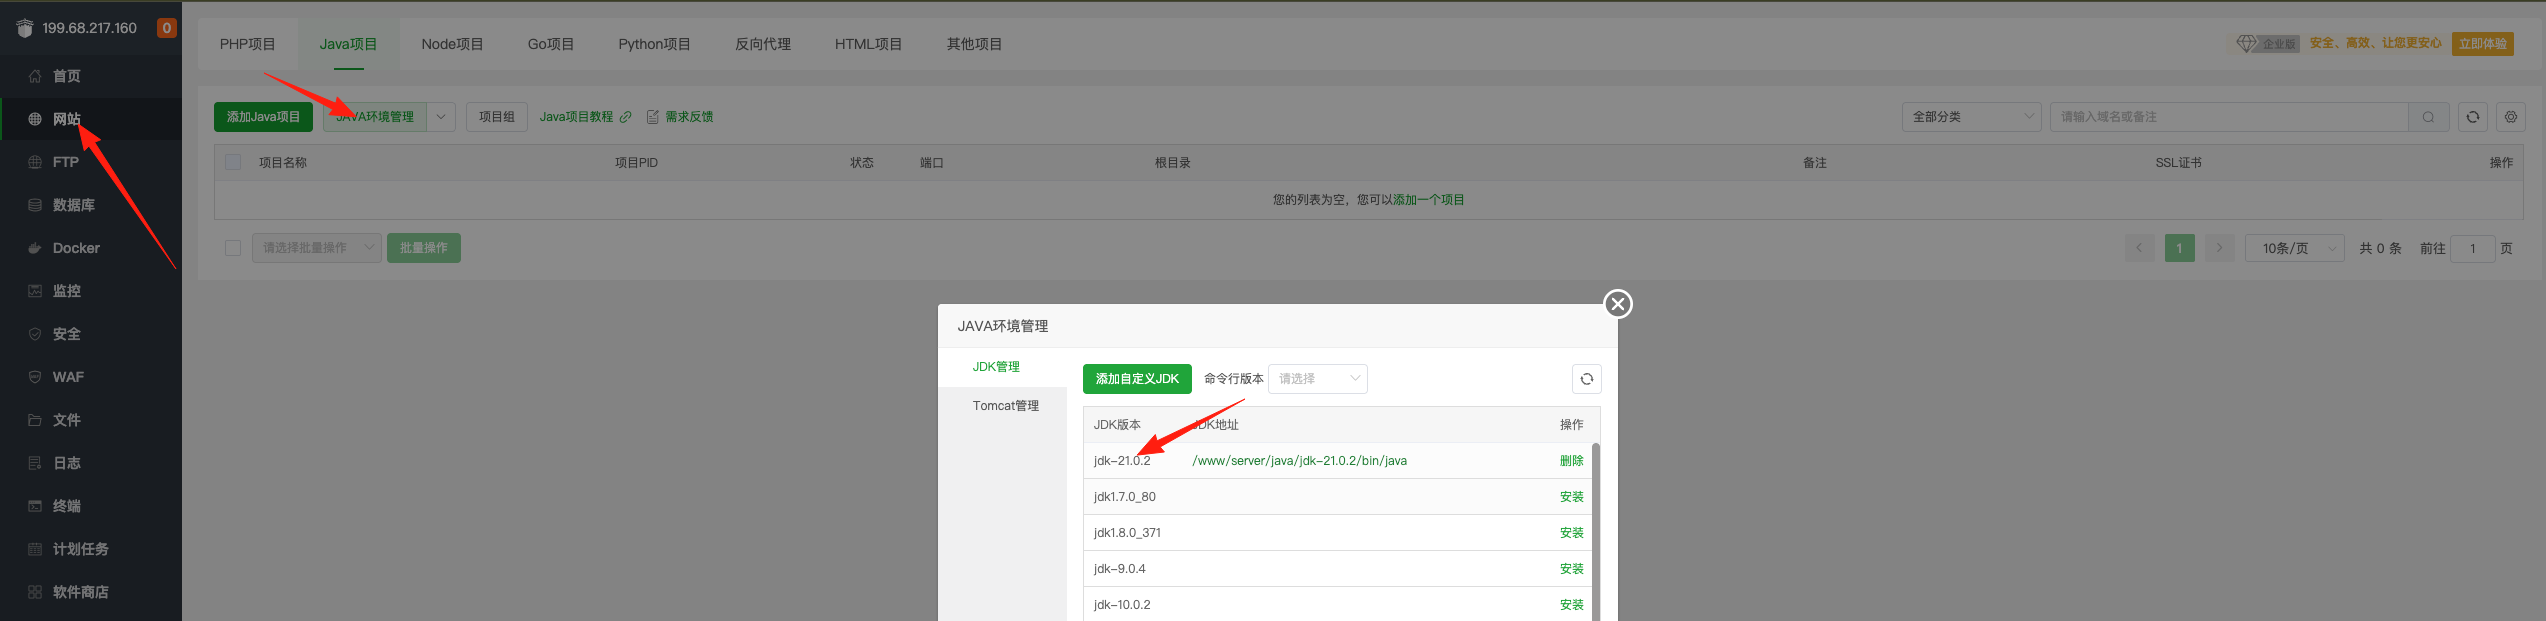 199.68.217.160 0
首页
网站
FTP
数据库
Docker
监控
安全
WAF
文件
日志
终端
计划任务
软件商店
PHP项目 Java项目 Node项目 Go项目 Python项目 反向代理 HTML项目 其他项目
企业版 安全、高效、让您更安心 立即体验
添加Java项目 JAVA环境管理 项目组 Java项目教程 需求反馈 全部分类 请输入域名或备注
项目名称 项目PID 状态 端口 根目录 备注 SSL证书 操作
您的列表为空，您可以添加一个项目
请选择批量操作 批量操作 1 10条/页 共 0 条 前往 1 页
JAVA环境管理
JDK管理
Tomcat管理
添加自定义JDK 命令行版本 请选择
JDK版本 JDK地址 操作
jdk-21.0.2 /www/server/java/jdk-21.0.2/bin/java 删除
jdk1.7.0_80 安装
jdk1.8.0_371 安装
jdk-9.0.4 安装
jdk-10.0.2 安装